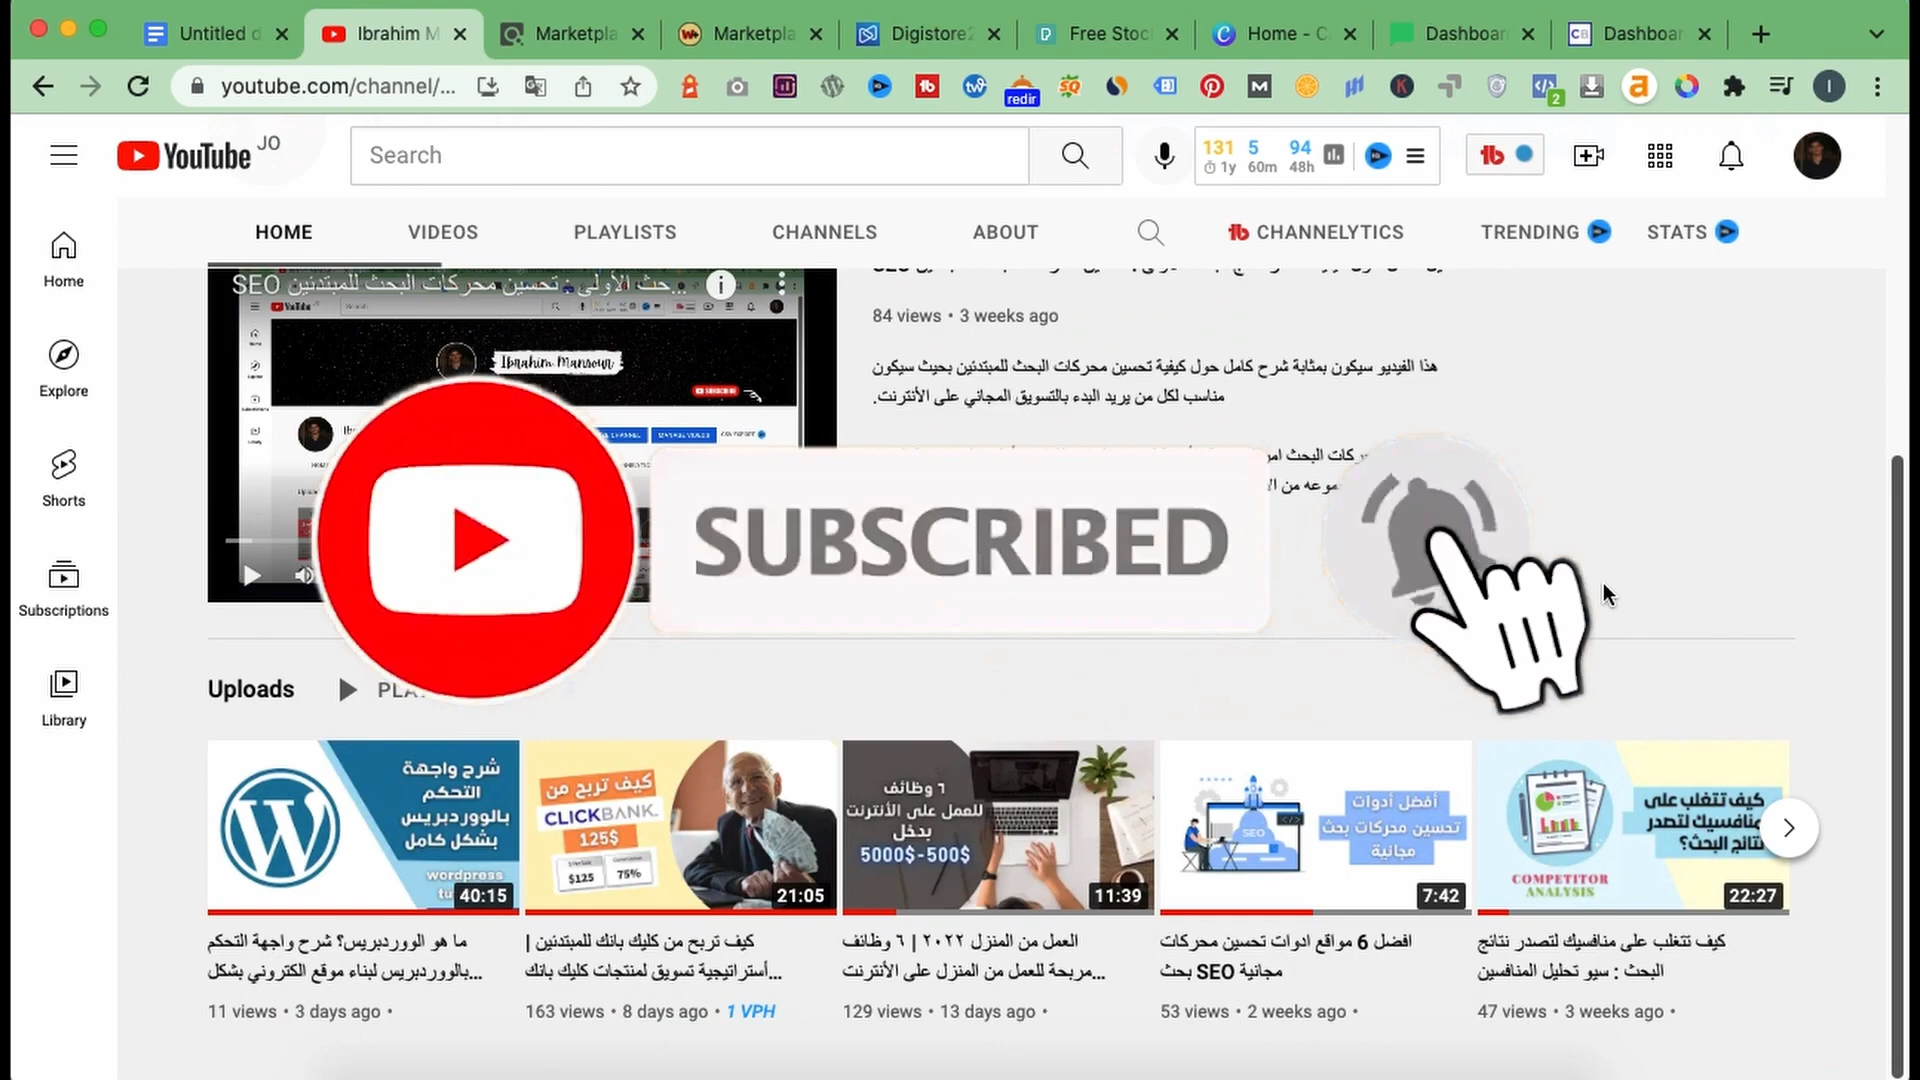 Untitled d
Ibrahim M
Marketpla
Marketpla
Digistore2
Free Stoc
Home - C
Dashboar
Dashboar
youtube.com/channel/...
redir
2
YouTube JO
Search
131 5 94
1y 60m 48h
HOME
VIDEOS
PLAYLISTS
CHANNELS
ABOUT
CHANNELYTICS
TRENDING
STATS
Home
Explore
Shorts
Subscriptions
Library
حث الأولى : تحسين محركات البحث للمبتدئين SEO...
Ibrahim Mansour
SUBSCRIBE
MANAGE VIDEOS
84 views • 3 weeks ago
هذا الفيديو سيكون بمثابة شرح كامل حول كيفية تحسين محركات البحث للمبتدئين بحيث سيكون
مناسب لكل من يريد البدء بالتسويق المجاني على الأنترنت.
SUBSCRIBED
Uploads
شرح واجهة
التحكم
بالووردبريس
بشكل كامل
wordpress
40:15
كيف تربح من
CLICKBANK.
125$
$125 75%
21:05
٦ وظائف
للعمل على الأنترنت
بدخل
5000$-500$
11:39
أفضل أدوات
تحسين محركات بحث
مجانية
SEO
7:42
كيف تتغلب على
منافسيك لتصدر
نتائج البحث؟
COMPETITOR
ANALYSIS
22:27
ما هو الووردبريس؟ شرح واجهة التحكم
بالووردبريس لبناء موقع الكتروني بشكل...
11 views • 3 days ago •
كيف تربح من كليك بانك للمبتدئين |
أستراتيجية تسويق لمنتجات كليك بانك...
163 views • 8 days ago • 1 VPH
العمل من المنزل ٢٠٢٢ | ٦ وظائف
مربحة للعمل من المنزل على الأنترنت...
129 views • 13 days ago •
افضل 6 مواقع ادوات تحسين محركات
بحث SEO مجانية
53 views • 2 weeks ago •
كيف تتغلب على منافسيك لتصدر نتائج
البحث : سيو تحليل المنافسين
47 views • 3 weeks ago •